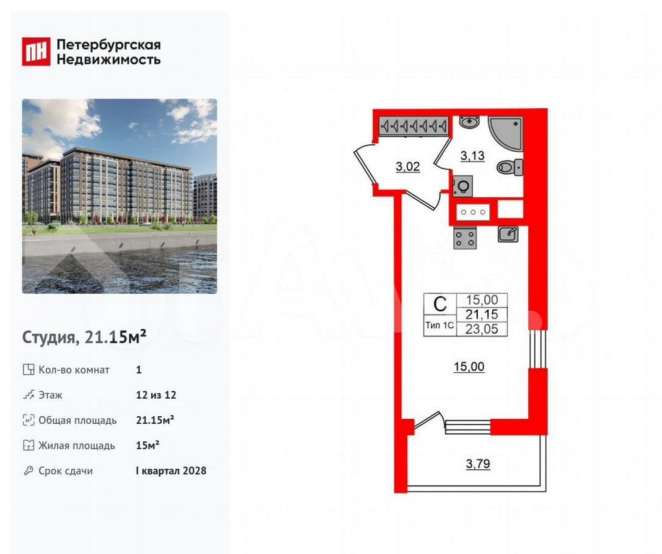 ПН Петербургская
Недвижимость
Студия, 21.15м²
Кол-во комнат 1
Этаж 12 из 12
Общая площадь 21.15м²
Жилая площадь 15м²
Срок сдачи I квартал 2028
3,02
3,13
С 15,00
21,15
Тип 1С 23,05
15,00
3,79